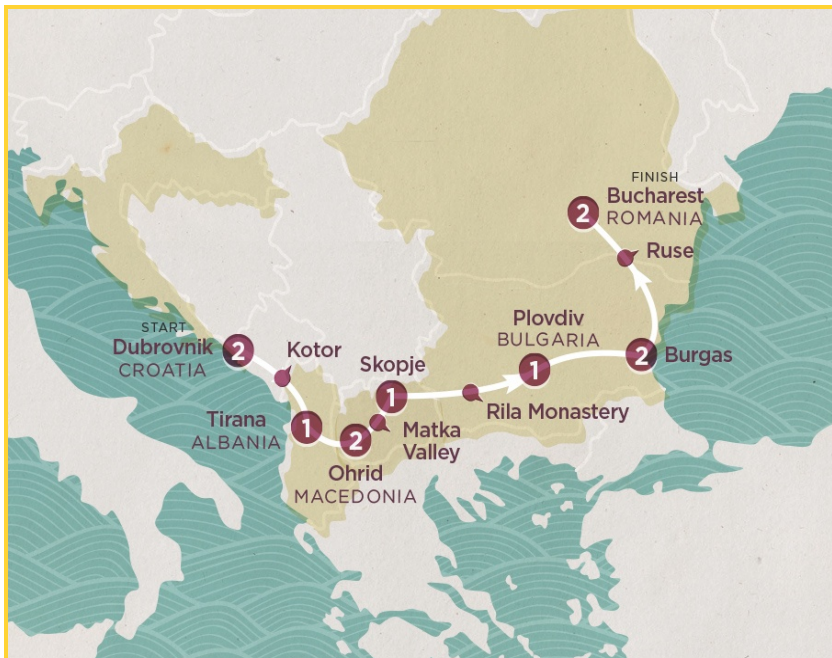 START
Dubrovnik
CROATIA
2
Kotor
Tirana
ALBANIA
1
2
Ohrid
MACEDONIA
Matka
Valley
Skopje
1
Rila Monastery
Plovdiv
BULGARIA
1
2
Burgas
Ruse
FINISH
Bucharest
ROMANIA
2